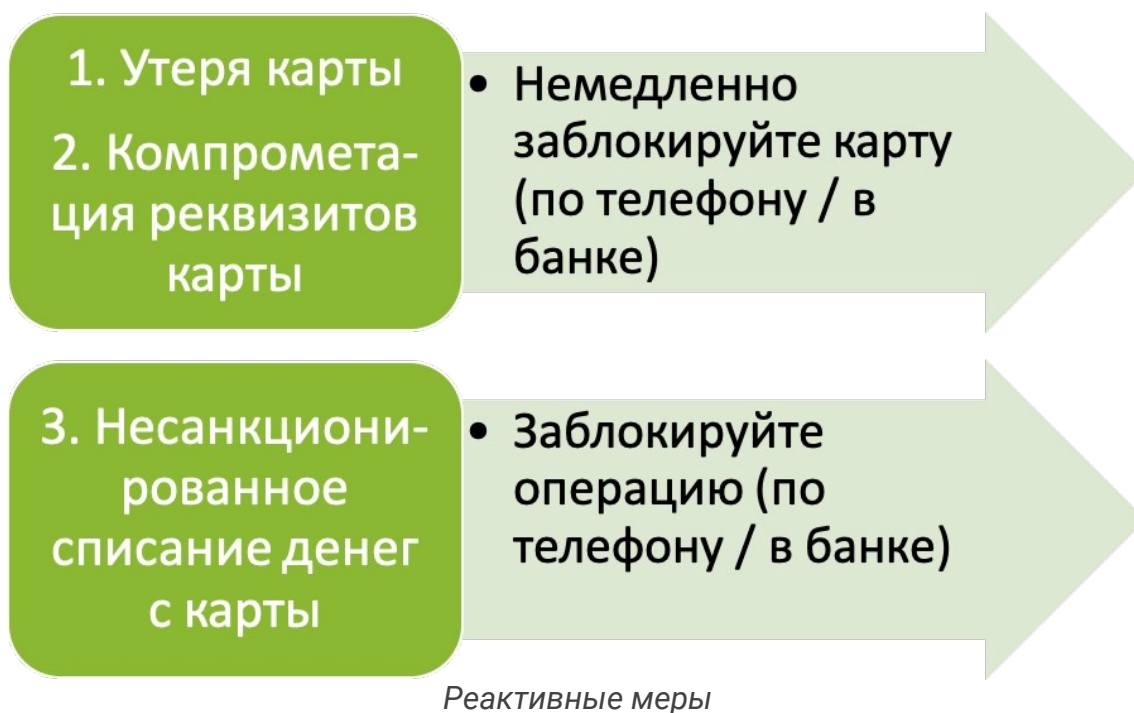 1. Утеря карты
2. Компромета-
ция реквизитов
карты
• Немедленно
заблокируйте карту
(по телефону / в
банке)
3. Несанкциони-
рованное
списание денег
с карты
• Заблокируйте
операцию (по
телефону / в банке)
Реактивные меры